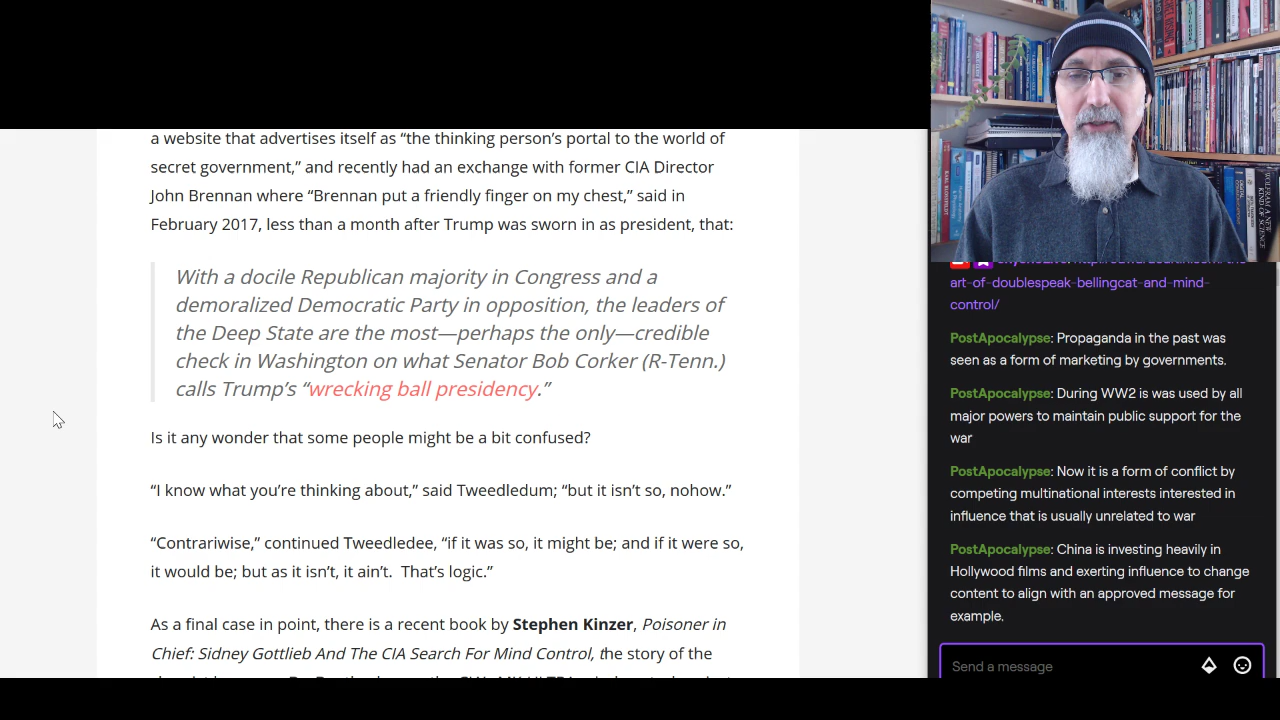 a website that advertises itself as “the thinking person’s portal to the world of
secret government,” and recently had an exchange with former CIA Director
John Brennan where “Brennan put a friendly finger on my chest,” said in
February 2017, less than a month after Trump was sworn in as president, that:
With a docile Republican majority in Congress and a
demoralized Democratic Party in opposition, the leaders of
the Deep State are the most—perhaps the only—credible
check in Washington on what Senator Bob Corker (R-Tenn.)
calls Trump’s “wrecking ball presidency.”
Is it any wonder that some people might be a bit confused?
“I know what you’re thinking about,” said Tweedledum; “but it isn’t so, nohow.”
“Contrariwise,” continued Tweedledee, “if it was so, it might be; and if it were so,
it would be; but as it isn’t, it ain’t.  That’s logic.”
As a final case in point, there is a recent book by Stephen Kinzer, Poisoner in
Chief: Sidney Gottlieb And The CIA Search For Mind Control, the story of the
art-of-doublespeak-bellingcat-and-mind-
control/
PostApocalypse: Propaganda in the past was
seen as a form of marketing by governments.
PostApocalypse: During WW2 is was used by all
major powers to maintain public support for the
war
PostApocalypse: Now it is a form of conflict by
competing multinational interests interested in
influence that is usually unrelated to war
PostApocalypse: China is investing heavily in
Hollywood films and exerting influence to change
content to align with an approved message for
example.
Send a message
WOLFRAM A NEW
KIND OF SCIENCE